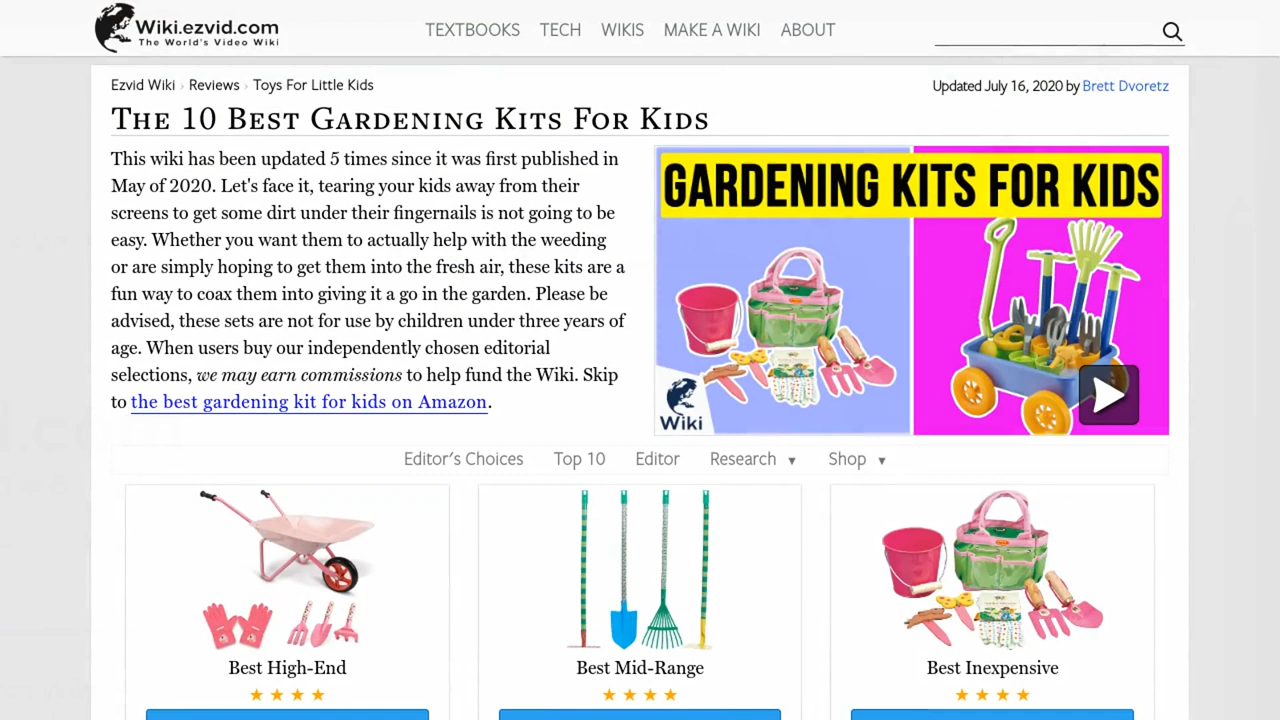 Wiki.ezvid.com
The World's Video Wiki
TEXTBOOKS TECH WIKIS MAKE A WIKI ABOUT
Ezvid Wiki › Reviews › Toys For Little Kids
Updated July 16, 2020 by Brett Dvoretz
The 10 Best Gardening Kits For Kids
This wiki has been updated 5 times since it was first published in
May of 2020. Let's face it, tearing your kids away from their
screens to get some dirt under their fingernails is not going to be
easy. Whether you want them to actually help with the weeding
or are simply hoping to get them into the fresh air, these kits are a
fun way to coax them into giving it a go in the garden. Please be
advised, these sets are not for use by children under three years of
age. When users buy our independently chosen editorial
selections, we may earn commissions to help fund the Wiki. Skip
to the best gardening kit for kids on Amazon.
GARDENING KITS FOR KIDS
Wiki
Editor's Choices Top 10 Editor Research ▼ Shop ▼
Best High-End
Best Mid-Range
Best Inexpensive